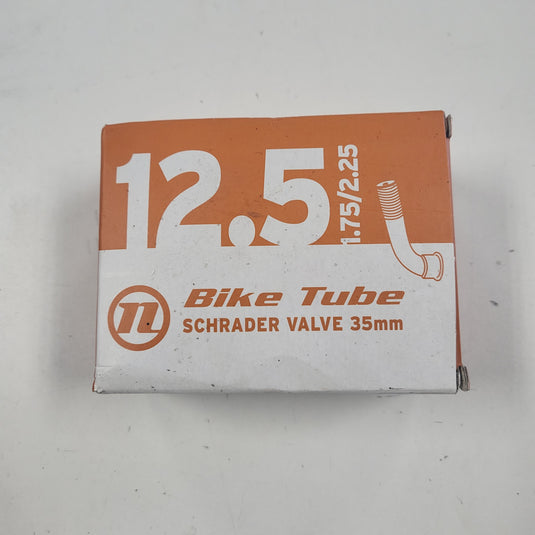 12.5
1.75/2.25
n
Bike Tube
SCHRADER VALVE 35mm